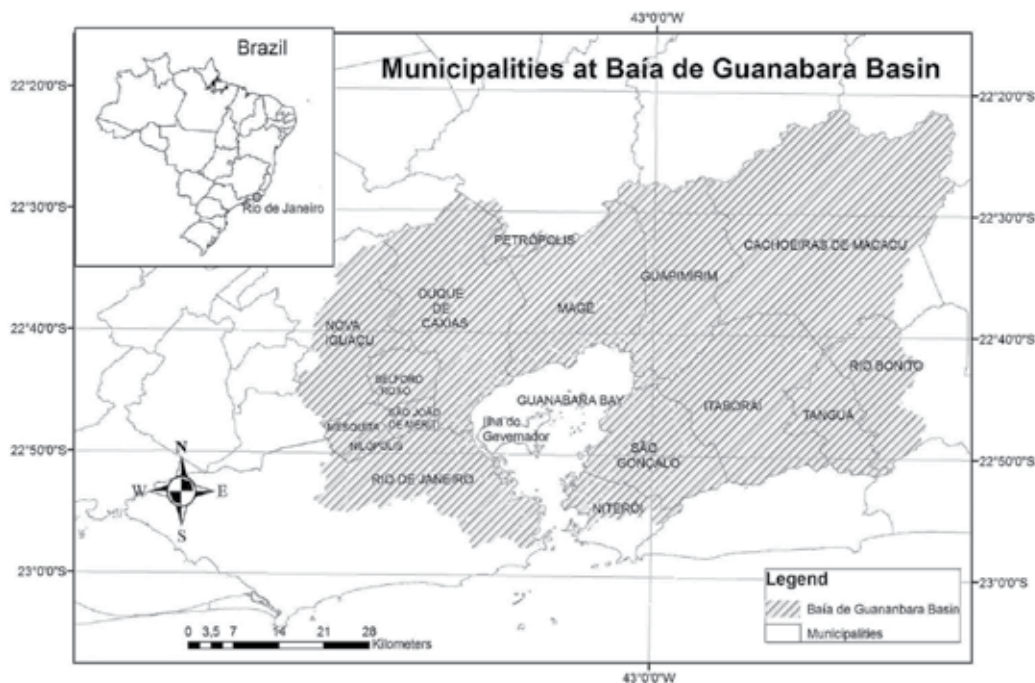 43°0'0"W
Brazil
Municipalities at Baía de Guanabara Basin
22°20'0"S
22°20'0"S
Rio de Janeiro
22°30'0"S
22°30'0"S
PETRÓPOLIS
CACHOEIRAS DE MACACU
GUAPIMIRIM
DUQUE
DE
CAXIAS
MAGÉ
NOVA
IGUAÇU
22°40'0"S
22°40'0"S
RIO BONITO
BELFORD
ROXO
GUANABARA BAY
ITABORAÍ
TANGUÁ
SÃO JOÃO
DE MERITI
MESQUITA
Ilha do
Governador
NILÓPOLIS
SÃO
GONÇALO
22°50'0"S
22°50'0"S
RIO DE JANEIRO
NITERÓI
N
W
E
S
23°0'0"S
23°0'0"S
Legend
Baía de Guananbara Basin
Municipalities
0 3,5 7 14 21 28
Kilometers
43°0'0"W